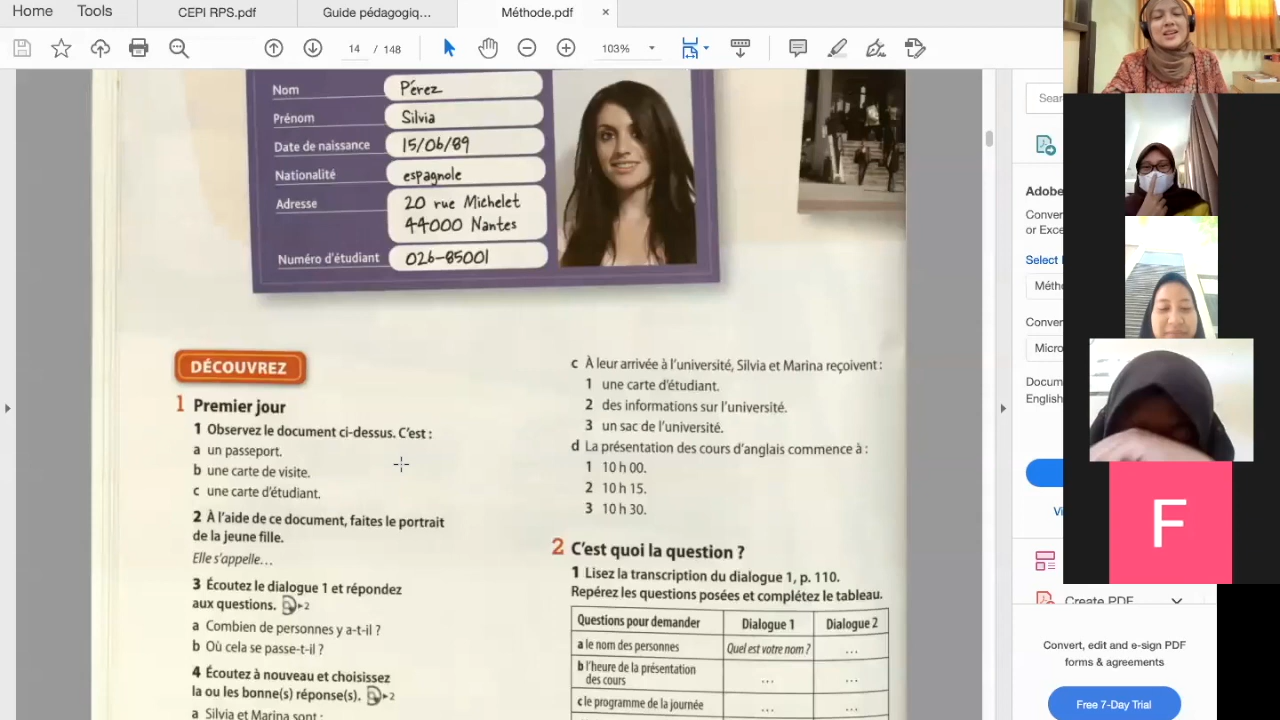 Home
Tools
CEPI RPS.pdf
Guide pédagogiq...
Méthode.pdf
×
14 / 148
103%
Nom Pérez
Prénom Silvia
Date de naissance 15/06/89
Nationalité espagnole
Adresse 20 rue Michelet
44000 Nantes
Numéro d'étudiant 026-85001
DÉCOUVREZ
1 Premier jour
1 Observez le document ci-dessus. C'est :
a un passeport.
b une carte de visite.
c une carte d'étudiant.
2 À l'aide de ce document, faites le portrait
de la jeune fille.
Elle s'appelle…
3 Écoutez le dialogue 1 et répondez
aux questions. ▸2
a Combien de personnes y a-t-il ?
b Où cela se passe-t-il ?
4 Écoutez à nouveau et choisissez
la ou les bonne(s) réponse(s). ▸2
a Silvia et Marina sont :
c À leur arrivée à l'université, Silvia et Marina reçoivent :
1 une carte d'étudiant.
2 des informations sur l'université.
3 un sac de l'université.
d La présentation des cours d'anglais commence à :
1 10 h 00.
2 10 h 15.
3 10 h 30.
2 C'est quoi la question ?
1 Lisez la transcription du dialogue 1, p. 110.
Repérez les questions posées et complétez le tableau.
Questions pour demander Dialogue 1 Dialogue 2
a le nom des personnes Quel est votre nom ? …
b l'heure de la présentation
des cours … …
c le programme de la journée … …
Sear
Adobe
Conver
or Exce
Select
Méth
Conver
Micro
Docum
English
Vi
Create PDF
Convert, edit and e-sign PDF
forms & agreements
Free 7-Day Trial
F